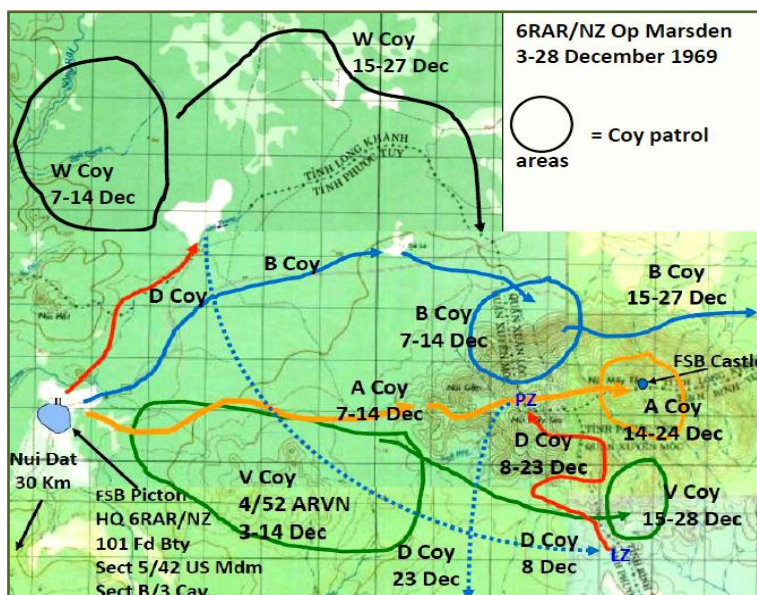 6RAR/NZ Op Marsden
3-28 December 1969
= Coy patrol
areas
W Coy
15-27 Dec
W Coy
7-14 Dec
TỈNH LONG KHÁNH
TỈNH PHƯỚC TUY
B Coy
D Coy
B Coy
7-14 Dec
B Coy
15-27 Dec
FSB Castle
A Coy
7-14 Dec
PZ
A Coy
14-24 Dec
D Coy
8-23 Dec
Nui Dat
30 Km
V Coy
4/52 ARVN
3-14 Dec
V Coy
15-28 Dec
FSB Picton
HQ 6RAR/NZ
101 Fd Bty
Sect 5/42 US Mdm
Sect B/3 Cav
D Coy
23 Dec
D Coy
8 Dec
LZ